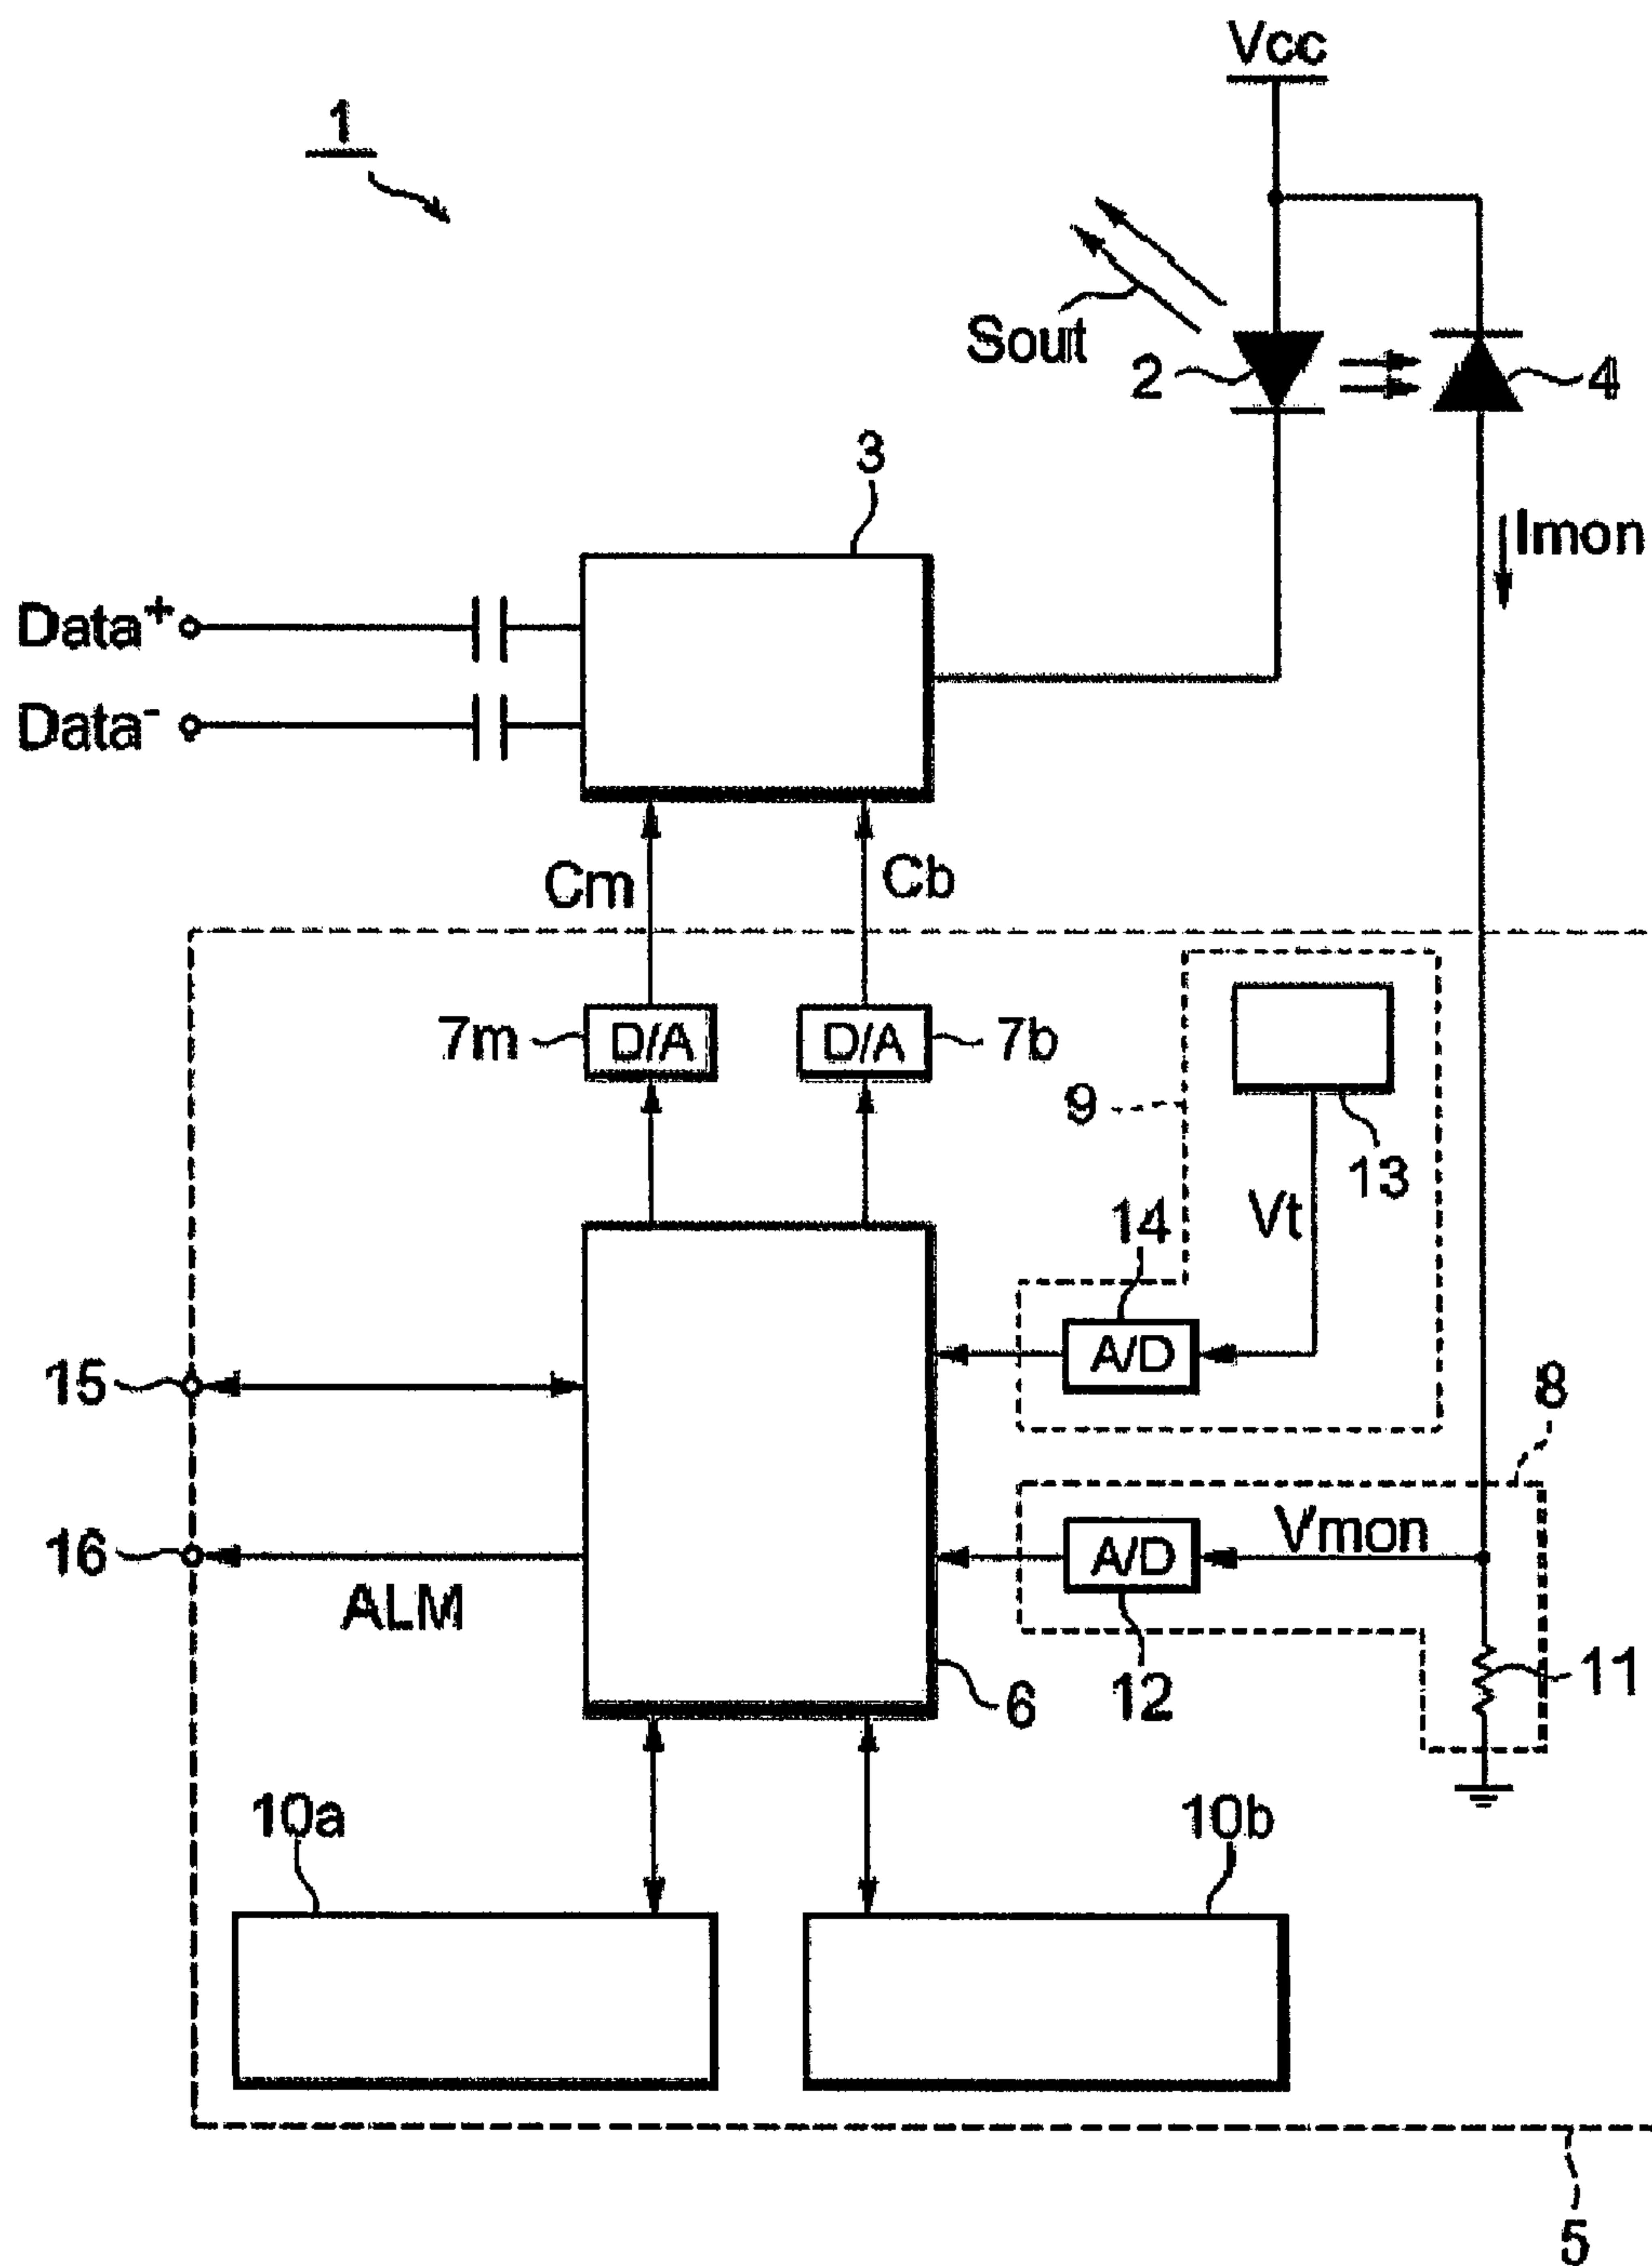 Vcc
1
Sout
2
4
3
Imon
Data+
Data-
Cm
Cb
7m
D/A
D/A
7b
9
13
14
Vt
15
A/D
8
16
A/D
Vmon
ALM
12
11
6
10a
10b
5